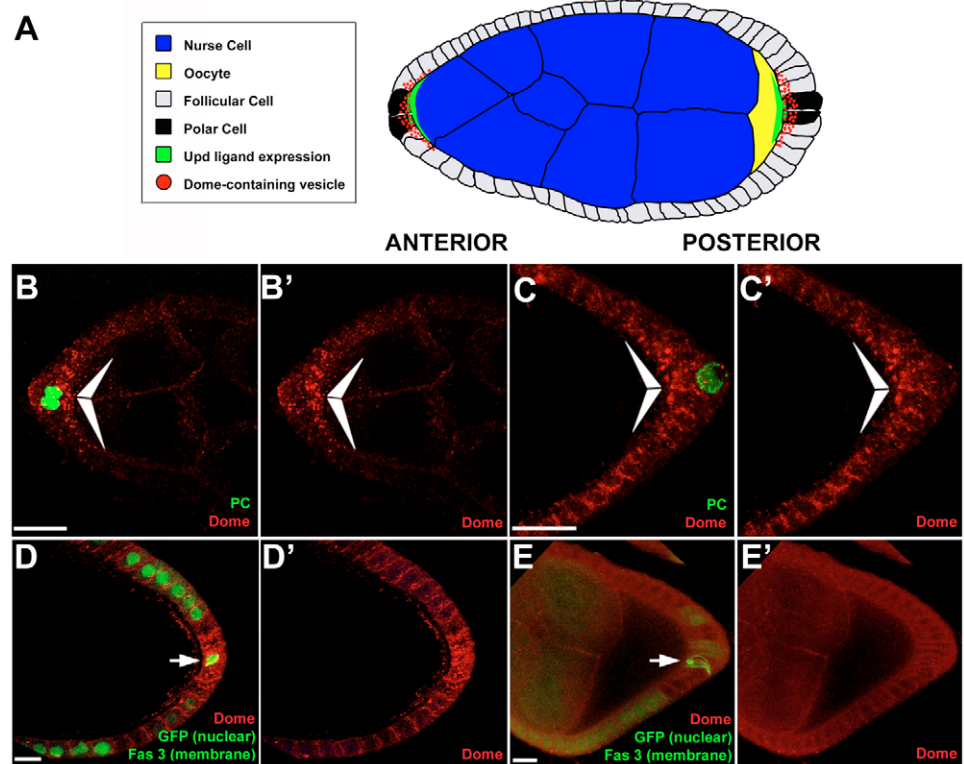 A
Nurse Cell
Oocyte
Follicular Cell
Polar Cell
Upd ligand expression
Dome-containing vesicle
ANTERIOR POSTERIOR
B B’ C C’
PC
Dome
Dome
PC
Dome
Dome
D D’ E E’
Dome
GFP (nuclear)
Fas 3 (membrane)
Dome
Dome
GFP (nuclear)
Fas 3 (membrane)
Dome